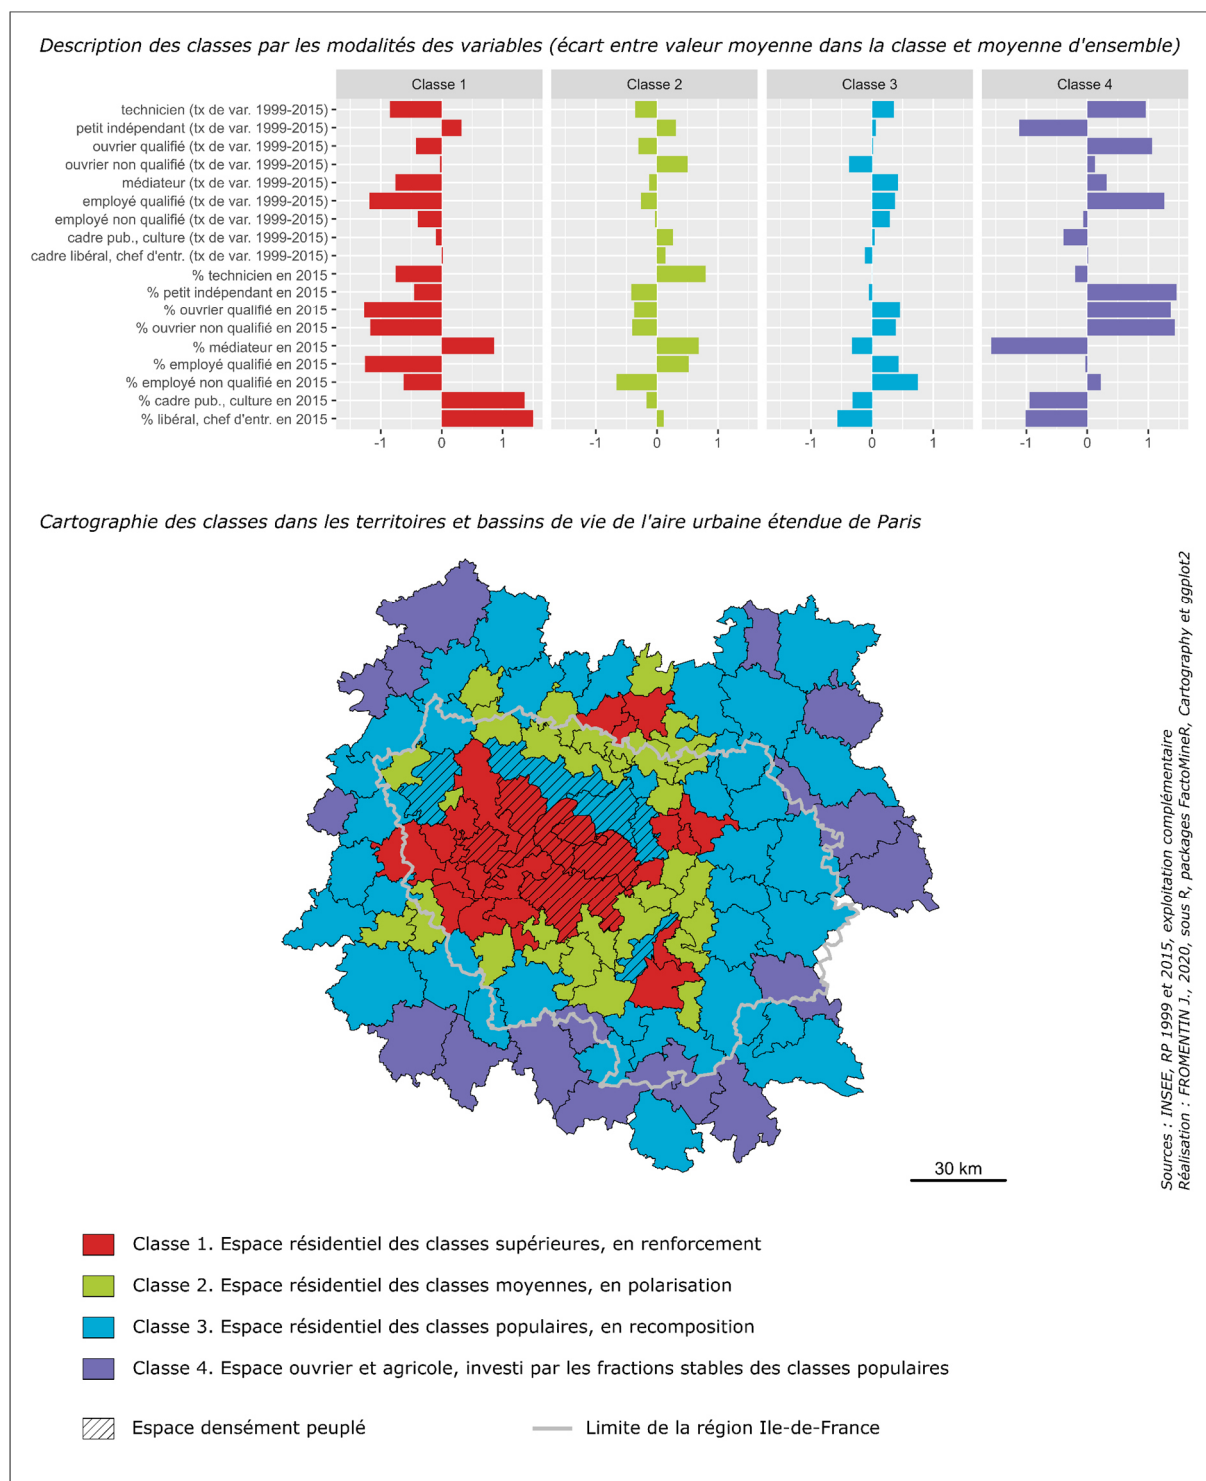 Description des classes par les modalités des variables (écart entre valeur moyenne dans la classe et moyenne d'ensemble)
Classe 1
Classe 2
Classe 3
Classe 4
technicien (tx de var. 1999-2015)
petit indépendant (tx de var. 1999-2015)
ouvrier qualifié (tx de var. 1999-2015)
ouvrier non qualifié (tx de var. 1999-2015)
médiateur (tx de var. 1999-2015)
employé qualifié (tx de var. 1999-2015)
employé non qualifié (tx de var. 1999-2015)
cadre pub., culture (tx de var. 1999-2015)
cadre libéral, chef d'entr. (tx de var. 1999-2015)
% technicien en 2015
% petit indépendant en 2015
% ouvrier qualifié en 2015
% ouvrier non qualifié en 2015
% médiateur en 2015
% employé qualifié en 2015
% employé non qualifié en 2015
% cadre pub., culture en 2015
% libéral, chef d'entr. en 2015
-1 0 1
-1 0 1
-1 0 1
-1 0 1
Cartographie des classes dans les territoires et bassins de vie de l'aire urbaine étendue de Paris
30 km
Sources : INSEE, RP 1999 et 2015, exploitation complémentaire
Réalisation : FROMENTIN J., 2020, sous R, packages FactoMineR, Cartography et ggplot2
Classe 1. Espace résidentiel des classes supérieures, en renforcement
Classe 2. Espace résidentiel des classes moyennes, en polarisation
Classe 3. Espace résidentiel des classes populaires, en recomposition
Classe 4. Espace ouvrier et agricole, investi par les fractions stables des classes populaires
Espace densément peuplé
Limite de la région Ile-de-France